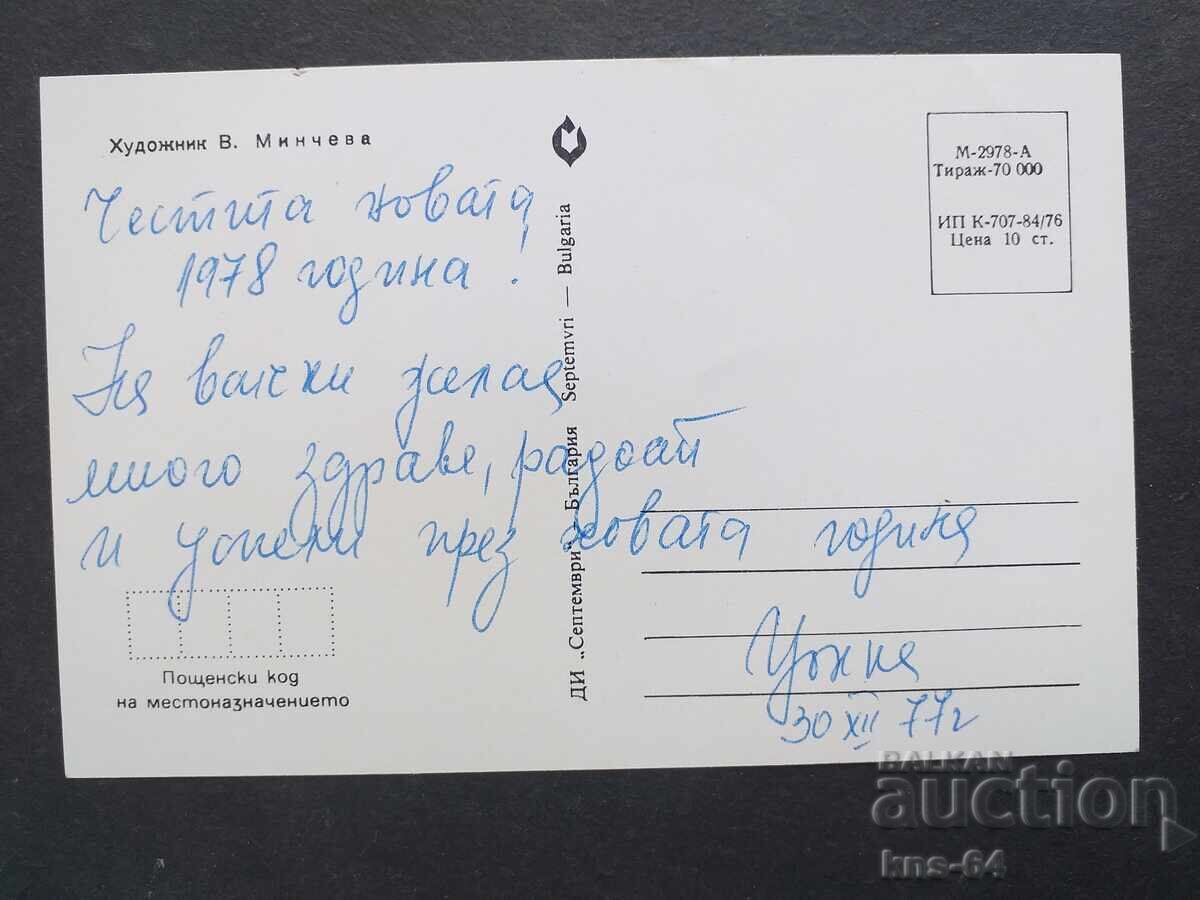 Художник В. Минчева
Честита новата
1978 година!
На всички желая
много здраве, радост
и успехи през новата година
Цонка
30 XII 77г
Пощенски код
на местоназначението
ДИ „Септември“ — България Septemvri — Bulgaria
М-2978-А
Тираж-70 000
ИП К-707-84/76
Цена 10 ст.
BALKAN
auction
kns-64